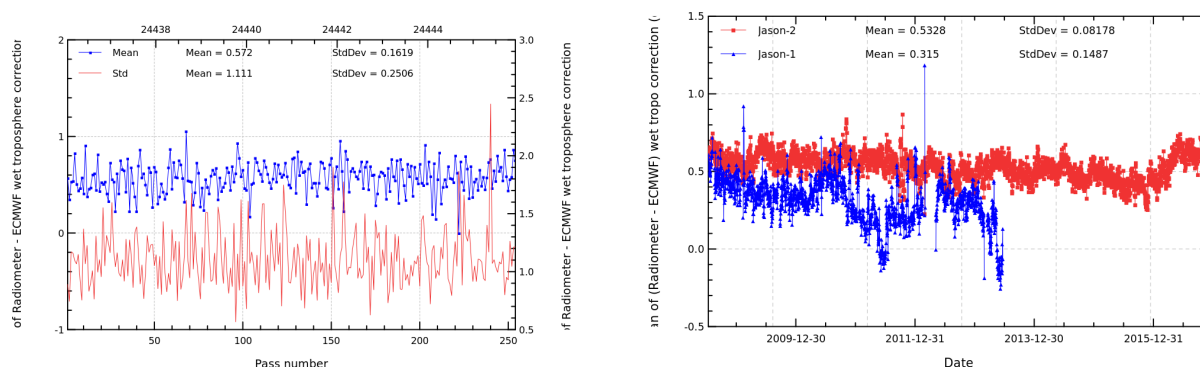 24438 24440 24442 24444
of Radiometer - ECMWF wet troposphere correction
2
1
0
-1
Mean Mean = 0.572 StdDev = 0.1619
Std Mean = 1.111 StdDev = 0.2506
3.0
2.5
2.0
1.5
1.0
0.5
of Radiometer - ECMWF wet troposphere correction
50 100 150 200 250
Pass number
of (Radiometer - ECMWF) wet tropo correction (
1.5
1.0
0.5
0.0
-0.5
Jason-2 Mean = 0.5328 StdDev = 0.08178
Jason-1 Mean = 0.315 StdDev = 0.1487
2009-12-30 2011-12-31 2013-12-31 2015-12-31
Date